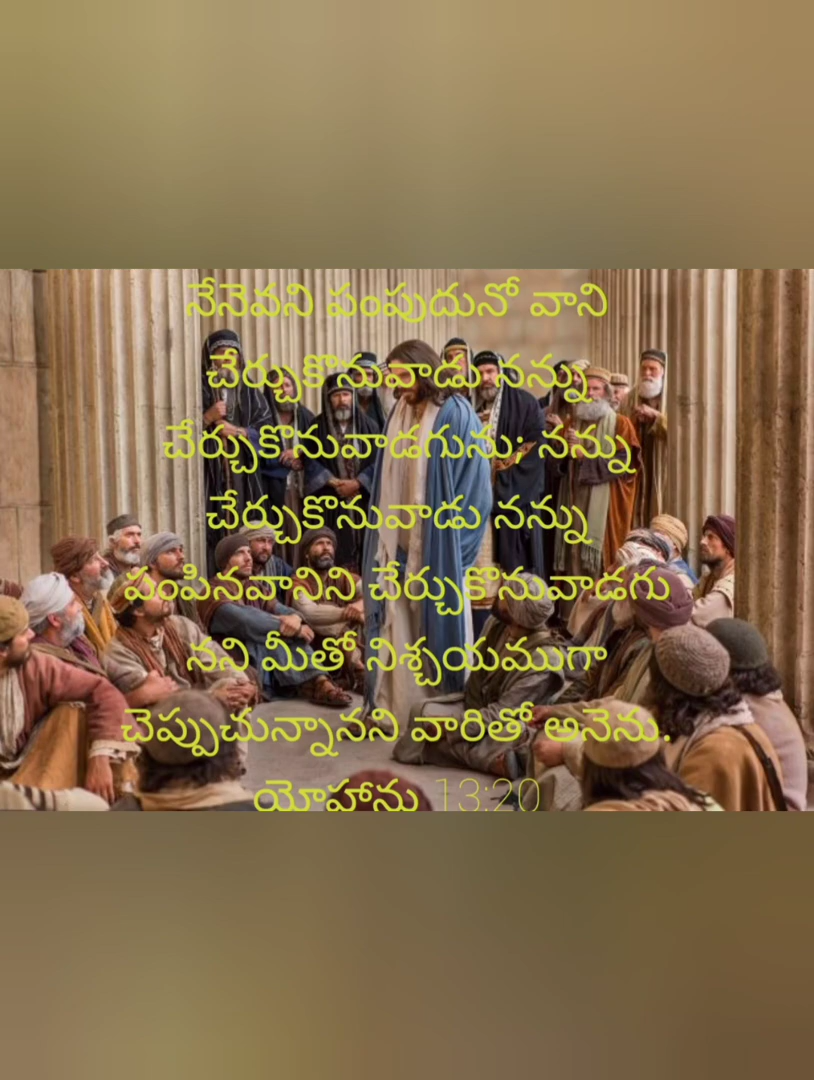 నేనెవని పంపుదునో వాని
చేర్చుకొనువాడు నన్ను
చేర్చుకొనువాడగును; నన్ను
చేర్చుకొనువాడు నన్ను
పంపినవానిని చేర్చుకొనువాడగు
నని మీతో నిశ్చయముగా
చెప్పుచున్నానని వారితో అనెను.
యోహాను 13:20